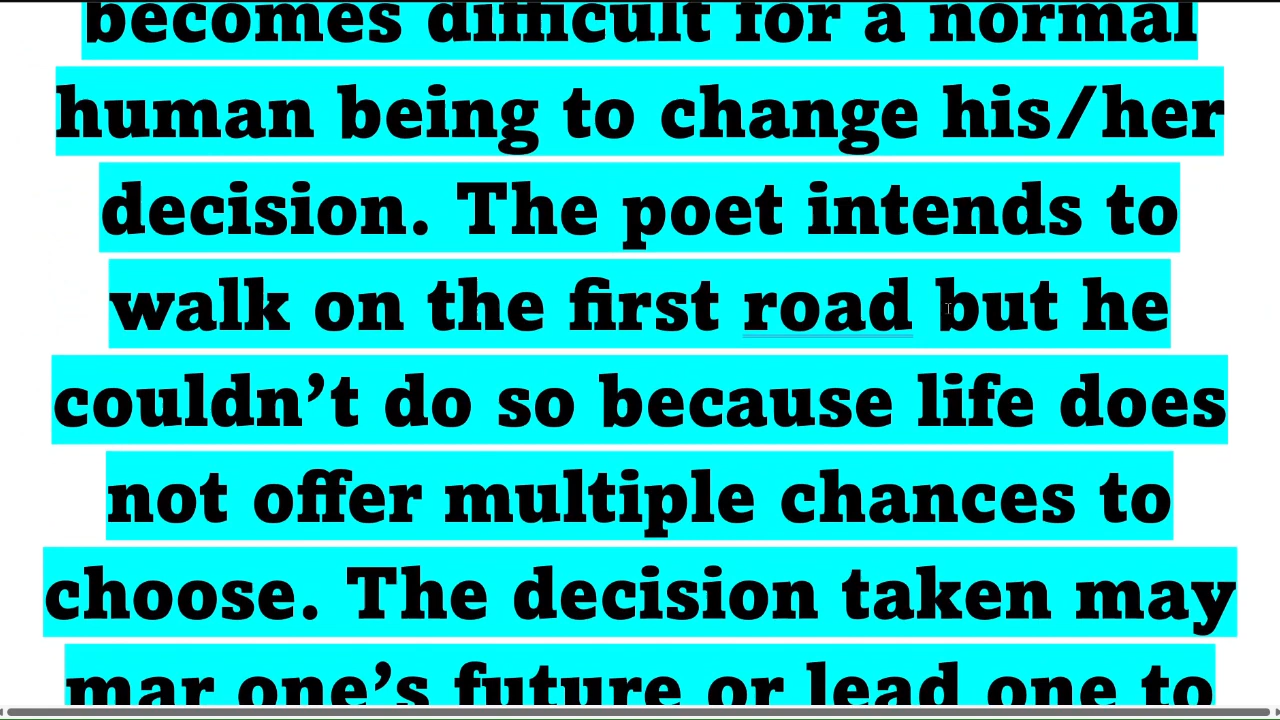 becomes difficult for a normal
human being to change his/her
decision. The poet intends to
walk on the first road but he
couldn’t do so because life does
not offer multiple chances to
choose. The decision taken may
mar one’s future or lead one to